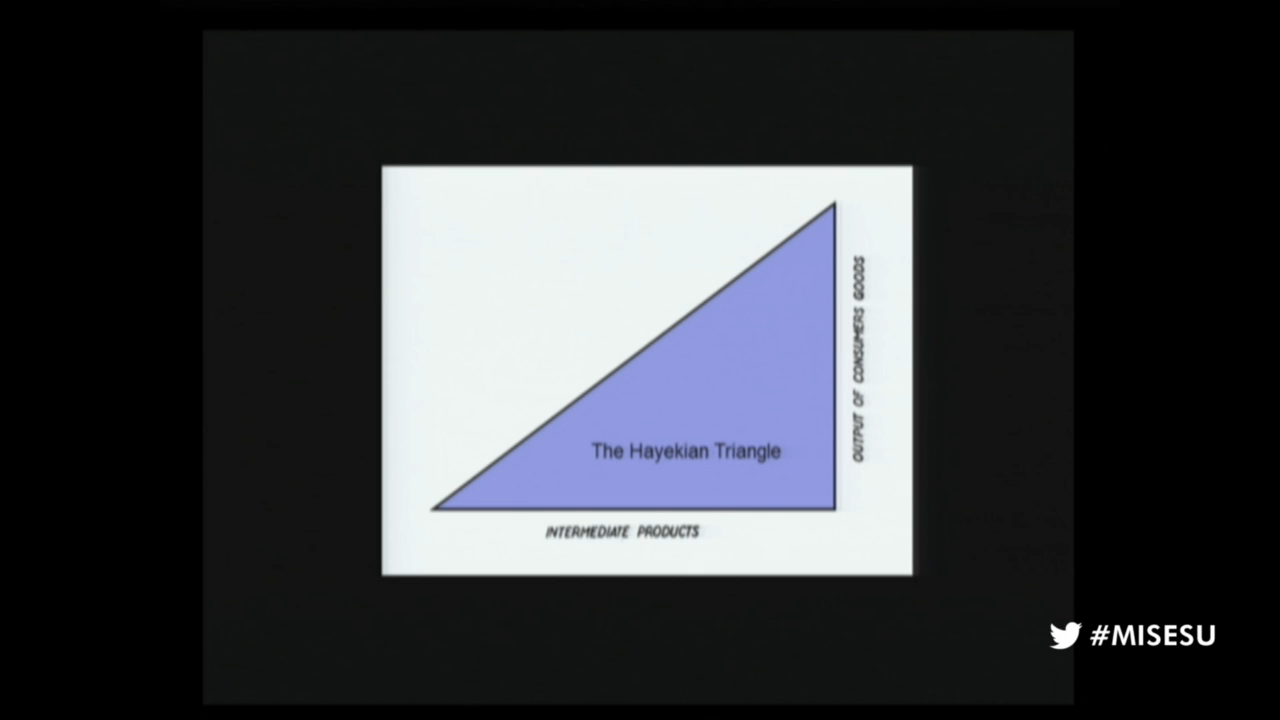 OUTPUT OF CONSUMERS GOODS
The Hayekian Triangle
INTERMEDIATE PRODUCTS
#MISESU